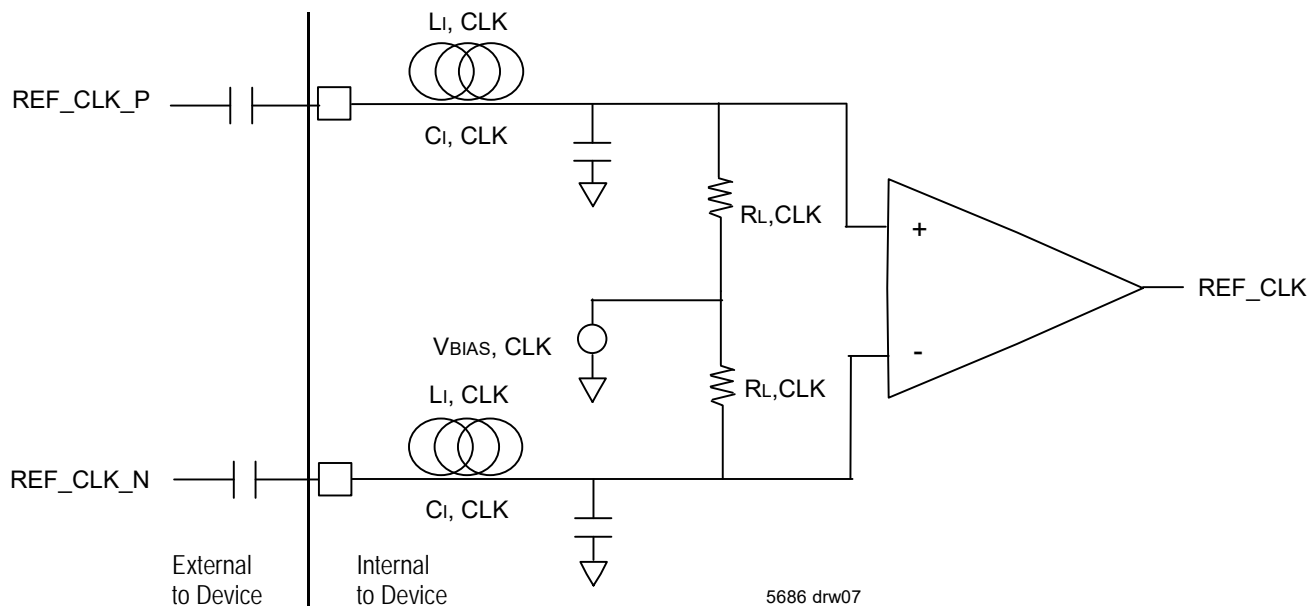 LI, CLK
REF_CLK_P
CI, CLK
RL,CLK
+
REF_CLK
VBIAS, CLK
-
RL,CLK
LI, CLK
REF_CLK_N
CI, CLK
External
to Device
Internal
to Device
5686 drw07